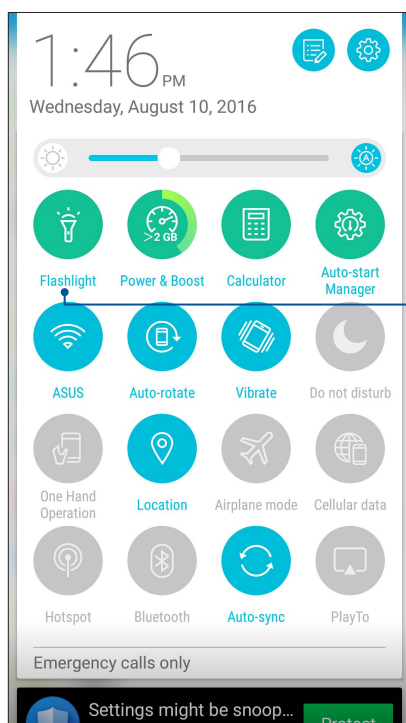 1:46 PM
Wednesday, August 10, 2016
A
>2 GB
Flashlight Power & Boost Calculator Auto-start Manager
ASUS Auto-rotate Vibrate Do not disturb
One Hand Operation Location Airplane mode Cellular data
Hotspot Bluetooth Auto-sync PlayTo
Emergency calls only
Settings might be snoop...
Protect